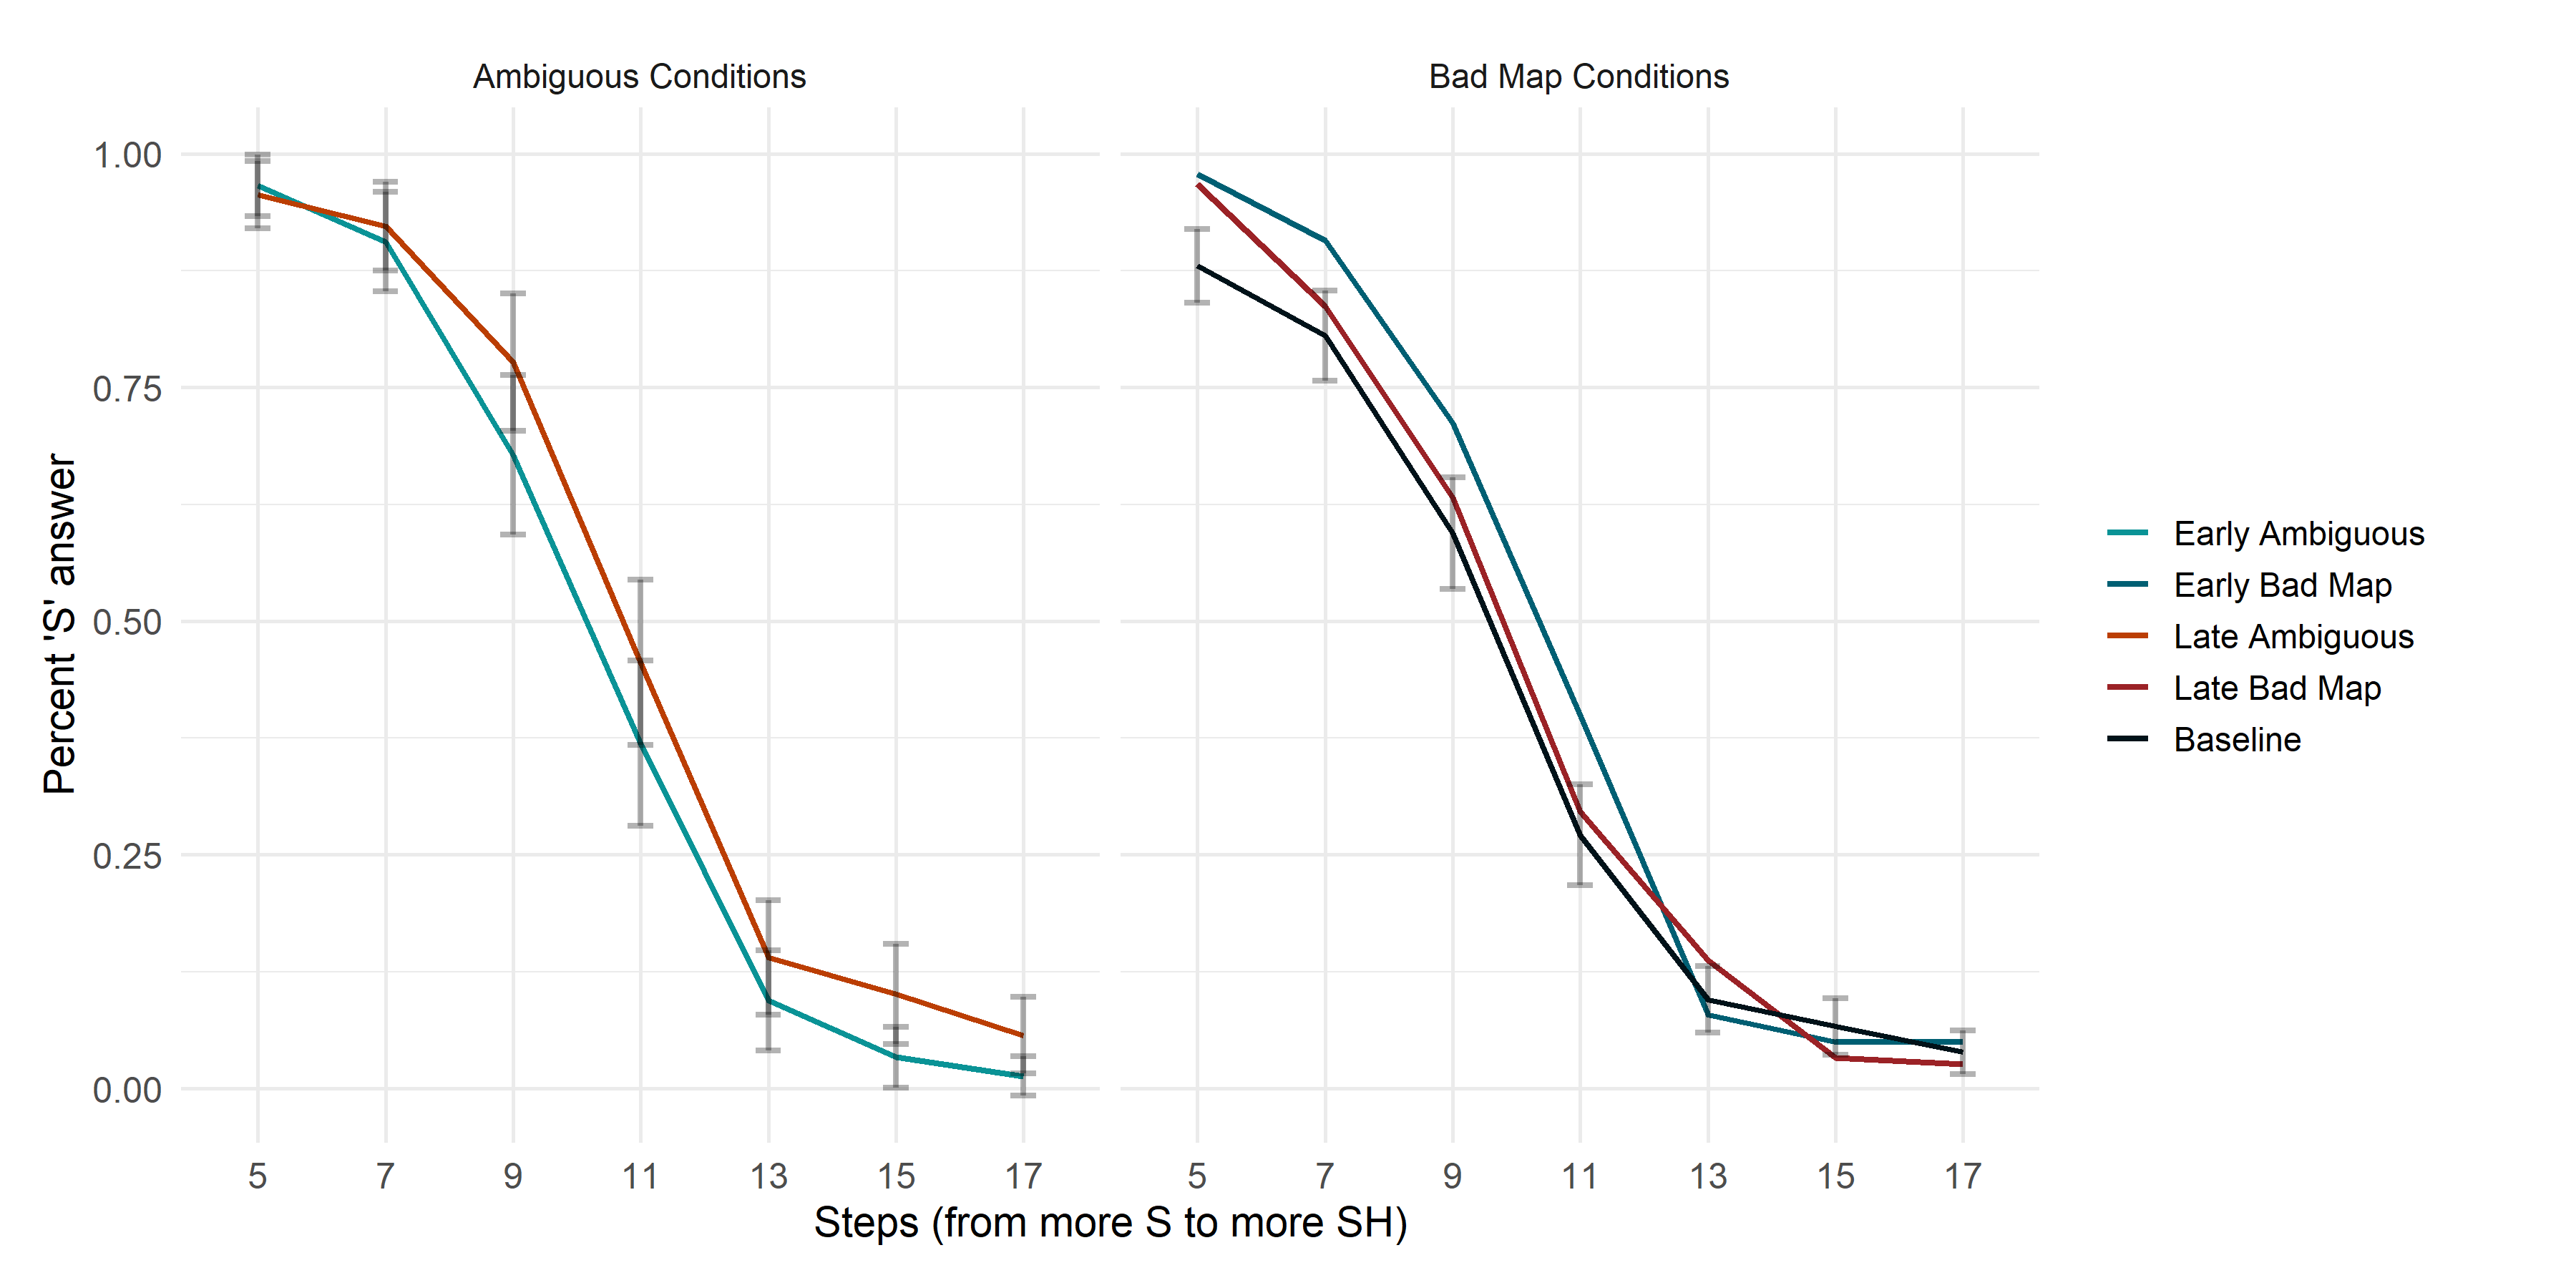 Ambiguous Conditions
Bad Map Conditions
1.00
0.75
0.50
0.25
0.00
Percent 'S' answer
5 7 9 11 13 15 17
5 7 9 11 13 15 17
Steps (from more S to more SH)
Early Ambiguous
Early Bad Map
Late Ambiguous
Late Bad Map
Baseline